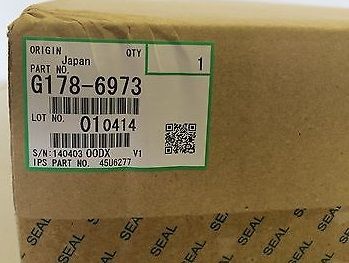 ORIGIN QTY
Japan 1
PART NO.
G178-6973
LOT NO. 010414
S/N:140403 00DX V1
IPS PART NO. 45U6277
SEAL SEAL SEAL SEAL SEAL SEAL
SEAL SEAL SEAL